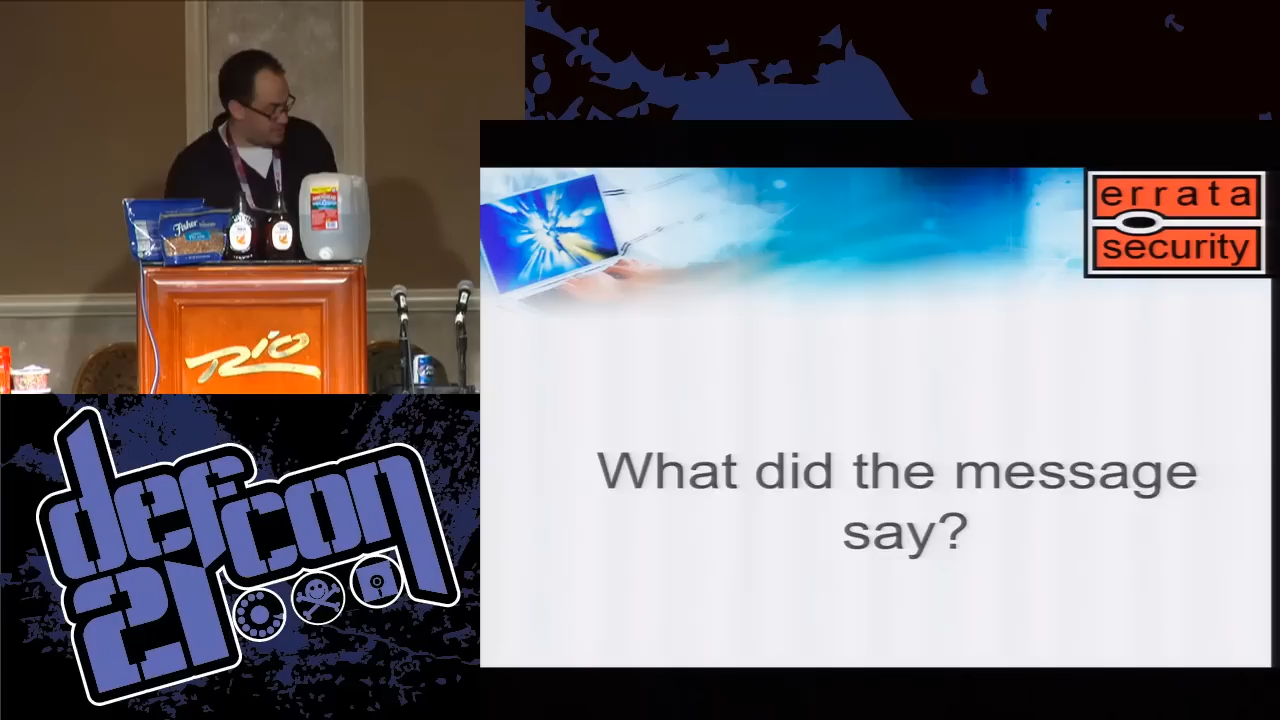 errata
security
What did the message
say?
Fisher
Rio
defcon
21